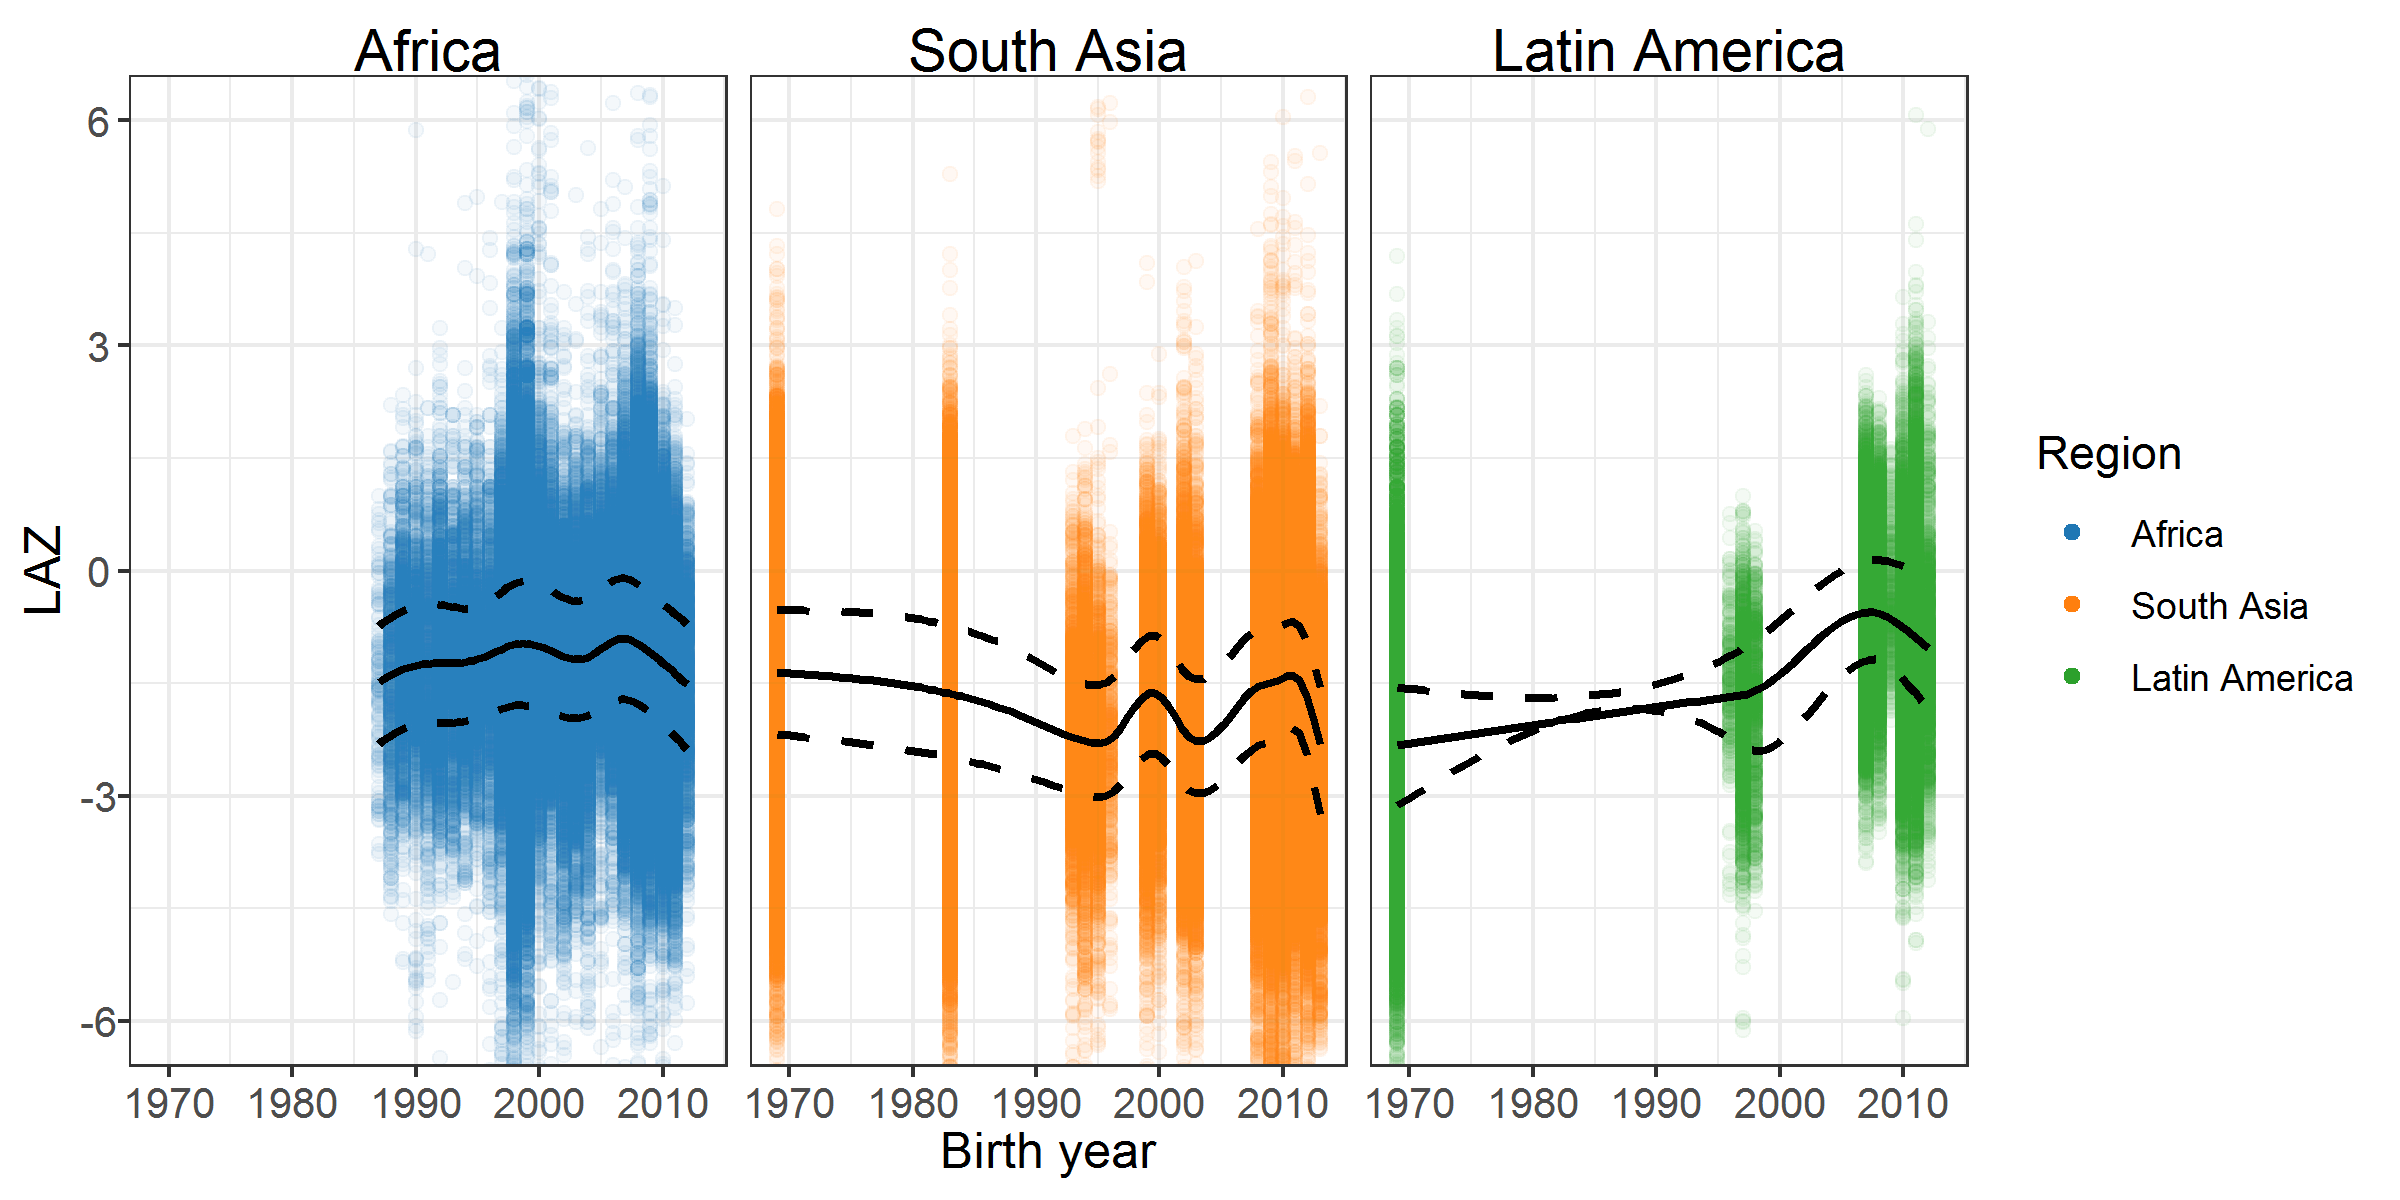 Africa
South Asia
Latin America
LAZ
6
3
0
-3
-6
1970 1980 1990 2000 2010
1970 1980 1990 2000 2010
1970 1980 1990 2000 2010
Birth year
Region
Africa
South Asia
Latin America